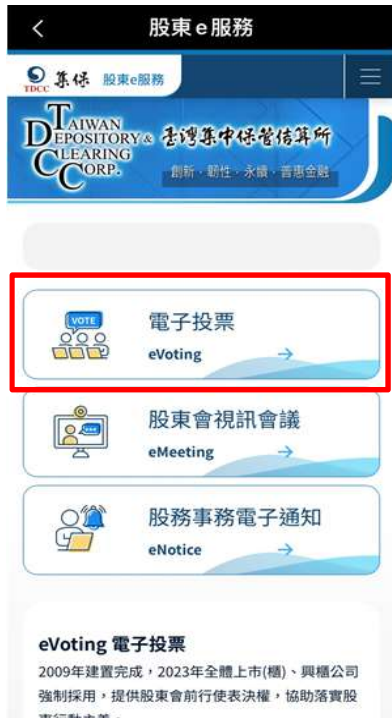 股東e服務
TDCC 集保 股東e服務
TAIWAN
DEPOSITORY & 臺灣集中保管結算所
CLEARING
CORP. 創新．韌性．永續．普惠金融
VOTE
電子投票
eVoting
股東會視訊會議
eMeeting
股務事務電子通知
eNotice
eVoting 電子投票
2009年建置完成，2023年全體上市(櫃)、興櫃公司
強制採用，提供股東會前行使表決權，協助落實股
東行動主義。